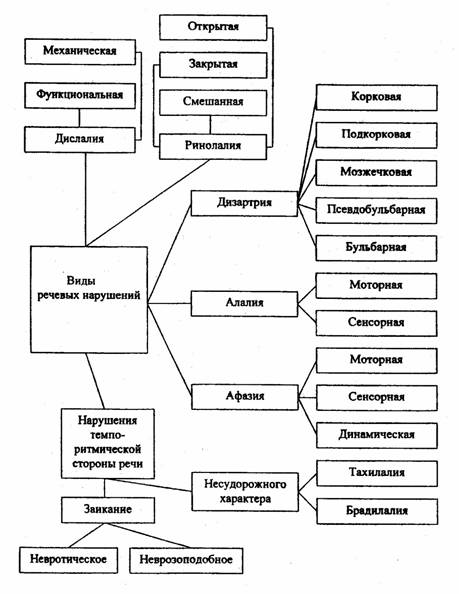 Открытая
Механическая
Закрытая
Функциональная
Смешанная
Корковая
Дислалия
Ринолалия
Подкорковая
Мозжечковая
Дизартрия
Псевдобульбарная
Бульбарная
Виды
речевых нарушений
Моторная
Алалия
Сенсорная
Моторная
Афазия
Сенсорная
Динамическая
Нарушения
темпо-
ритмической
стороны речи
Несудорожного
характера
Тахилалия
Брадилалия
Заикание
Невротическое
Неврозоподобное